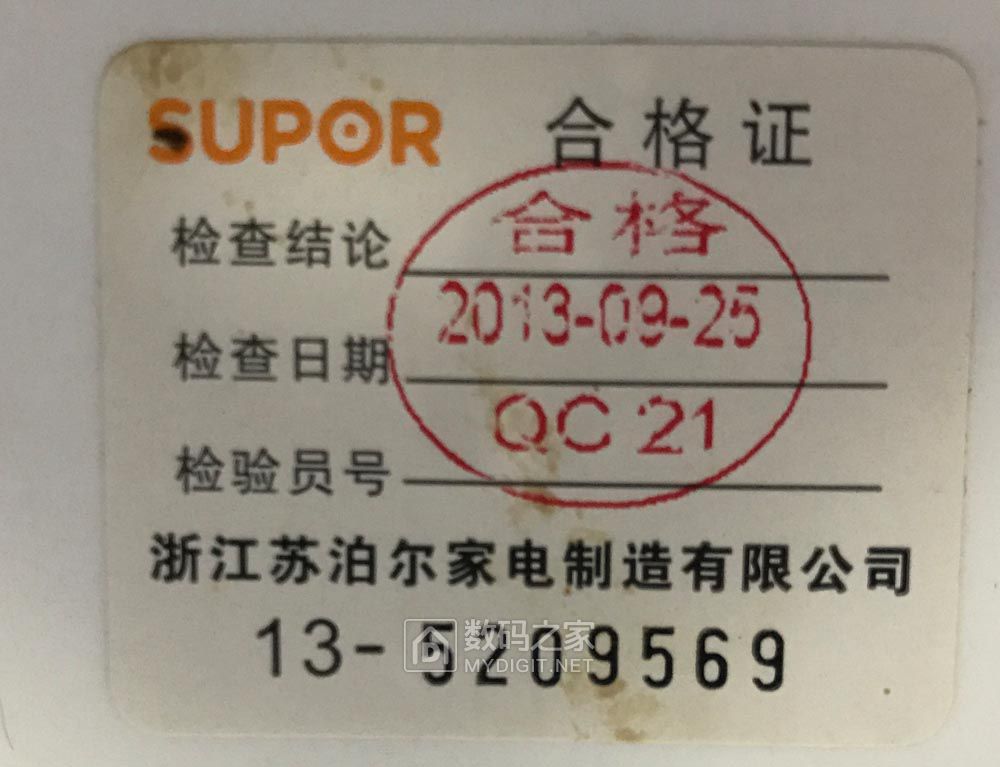 SUPOR 合格证
检查结论 合格
检查日期 2013-09-25
检验员号 QC 21
浙江苏泊尔家电制造有限公司
13-5209569
数码之家
MYDIGIT.NET